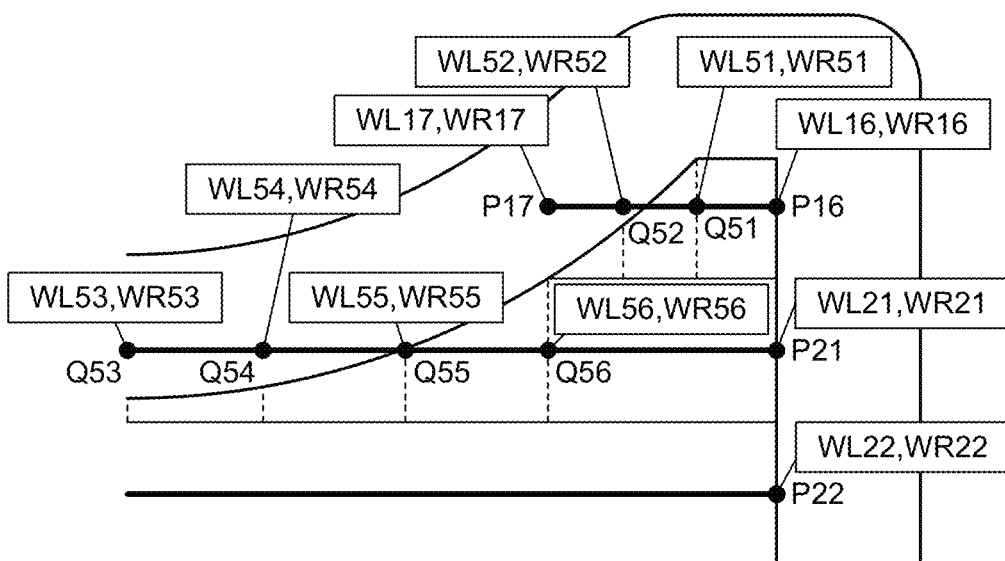 WL52,WR52
WL51,WR51
WL17,WR17
WL16,WR16
WL54,WR54
P17
P16
Q52
Q51
WL53,WR53
WL55,WR55
WL56,WR56
WL21,WR21
Q53
Q54
Q55
Q56
P21
WL22,WR22
P22